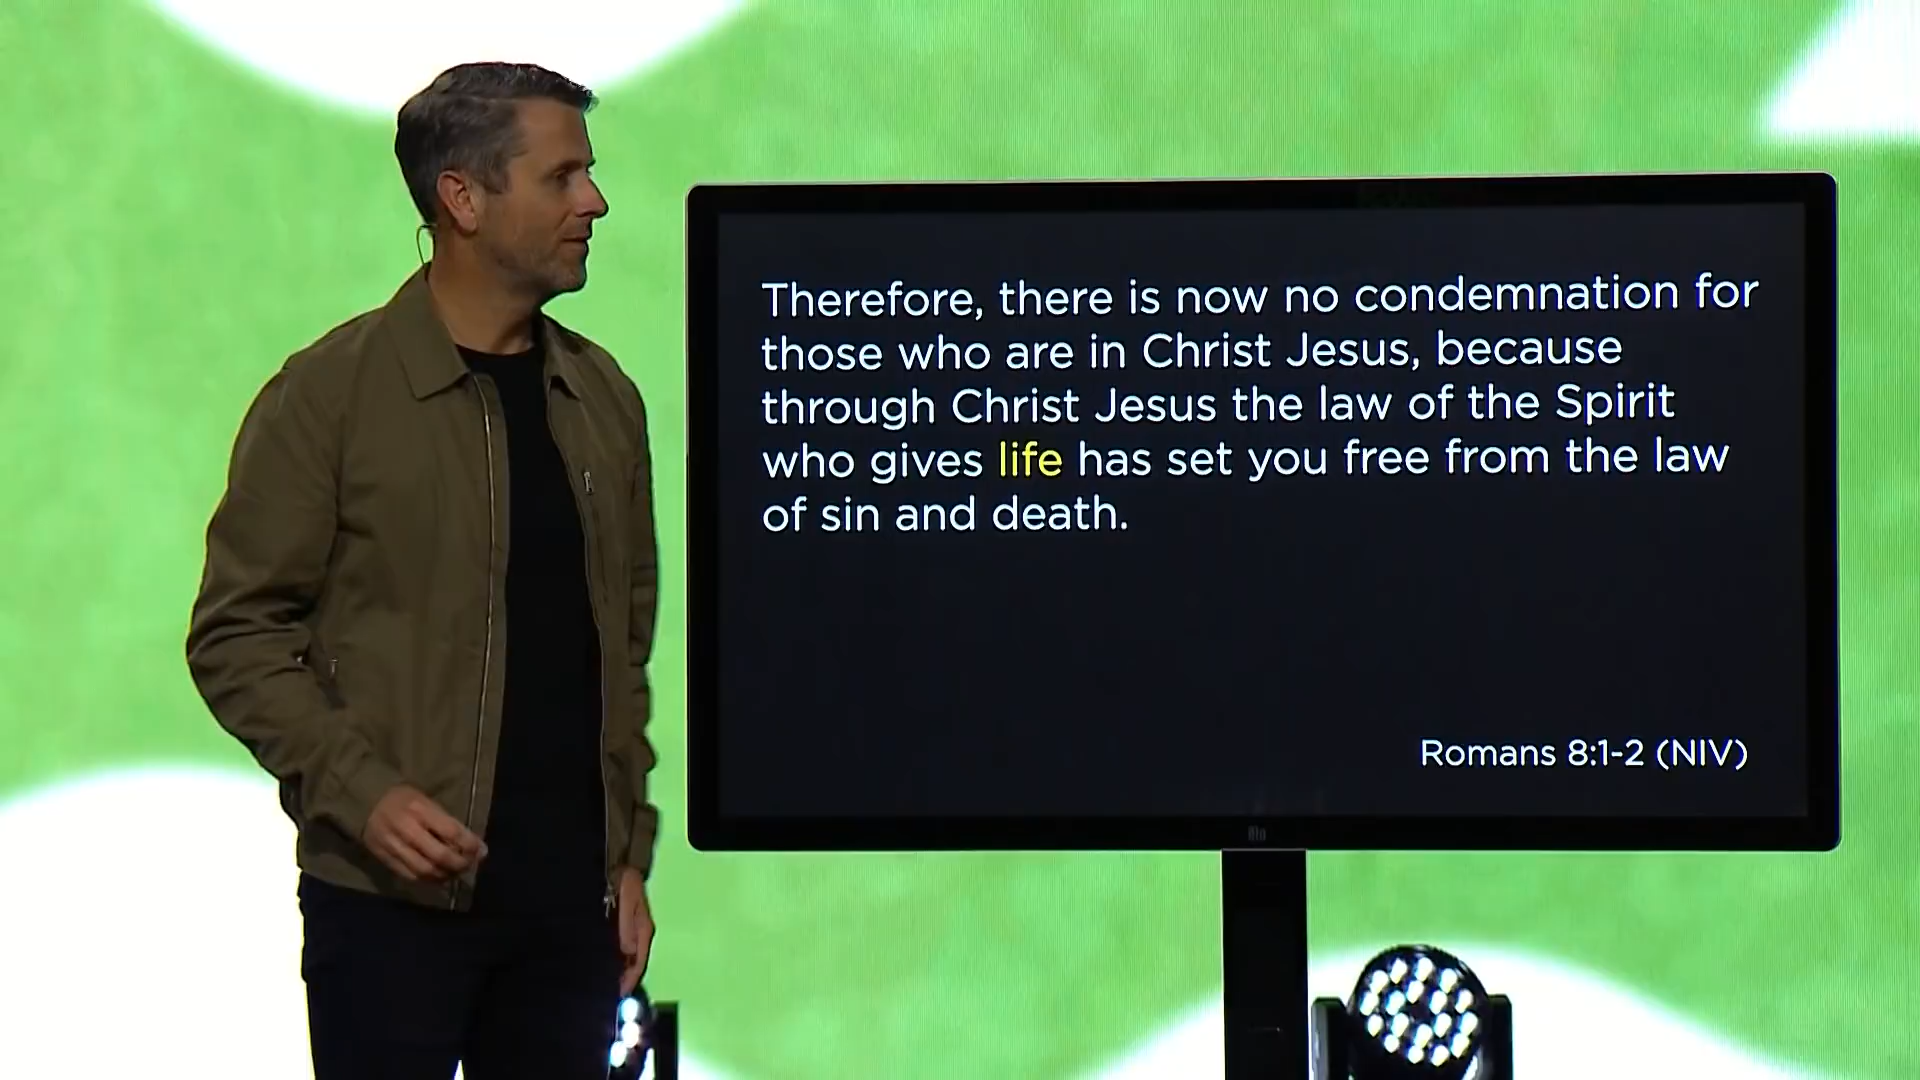 Therefore, there is now no condemnation for
those who are in Christ Jesus, because
through Christ Jesus the law of the Spirit
who gives life has set you free from the law
of sin and death.
Romans 8:1-2 (NIV)
elo